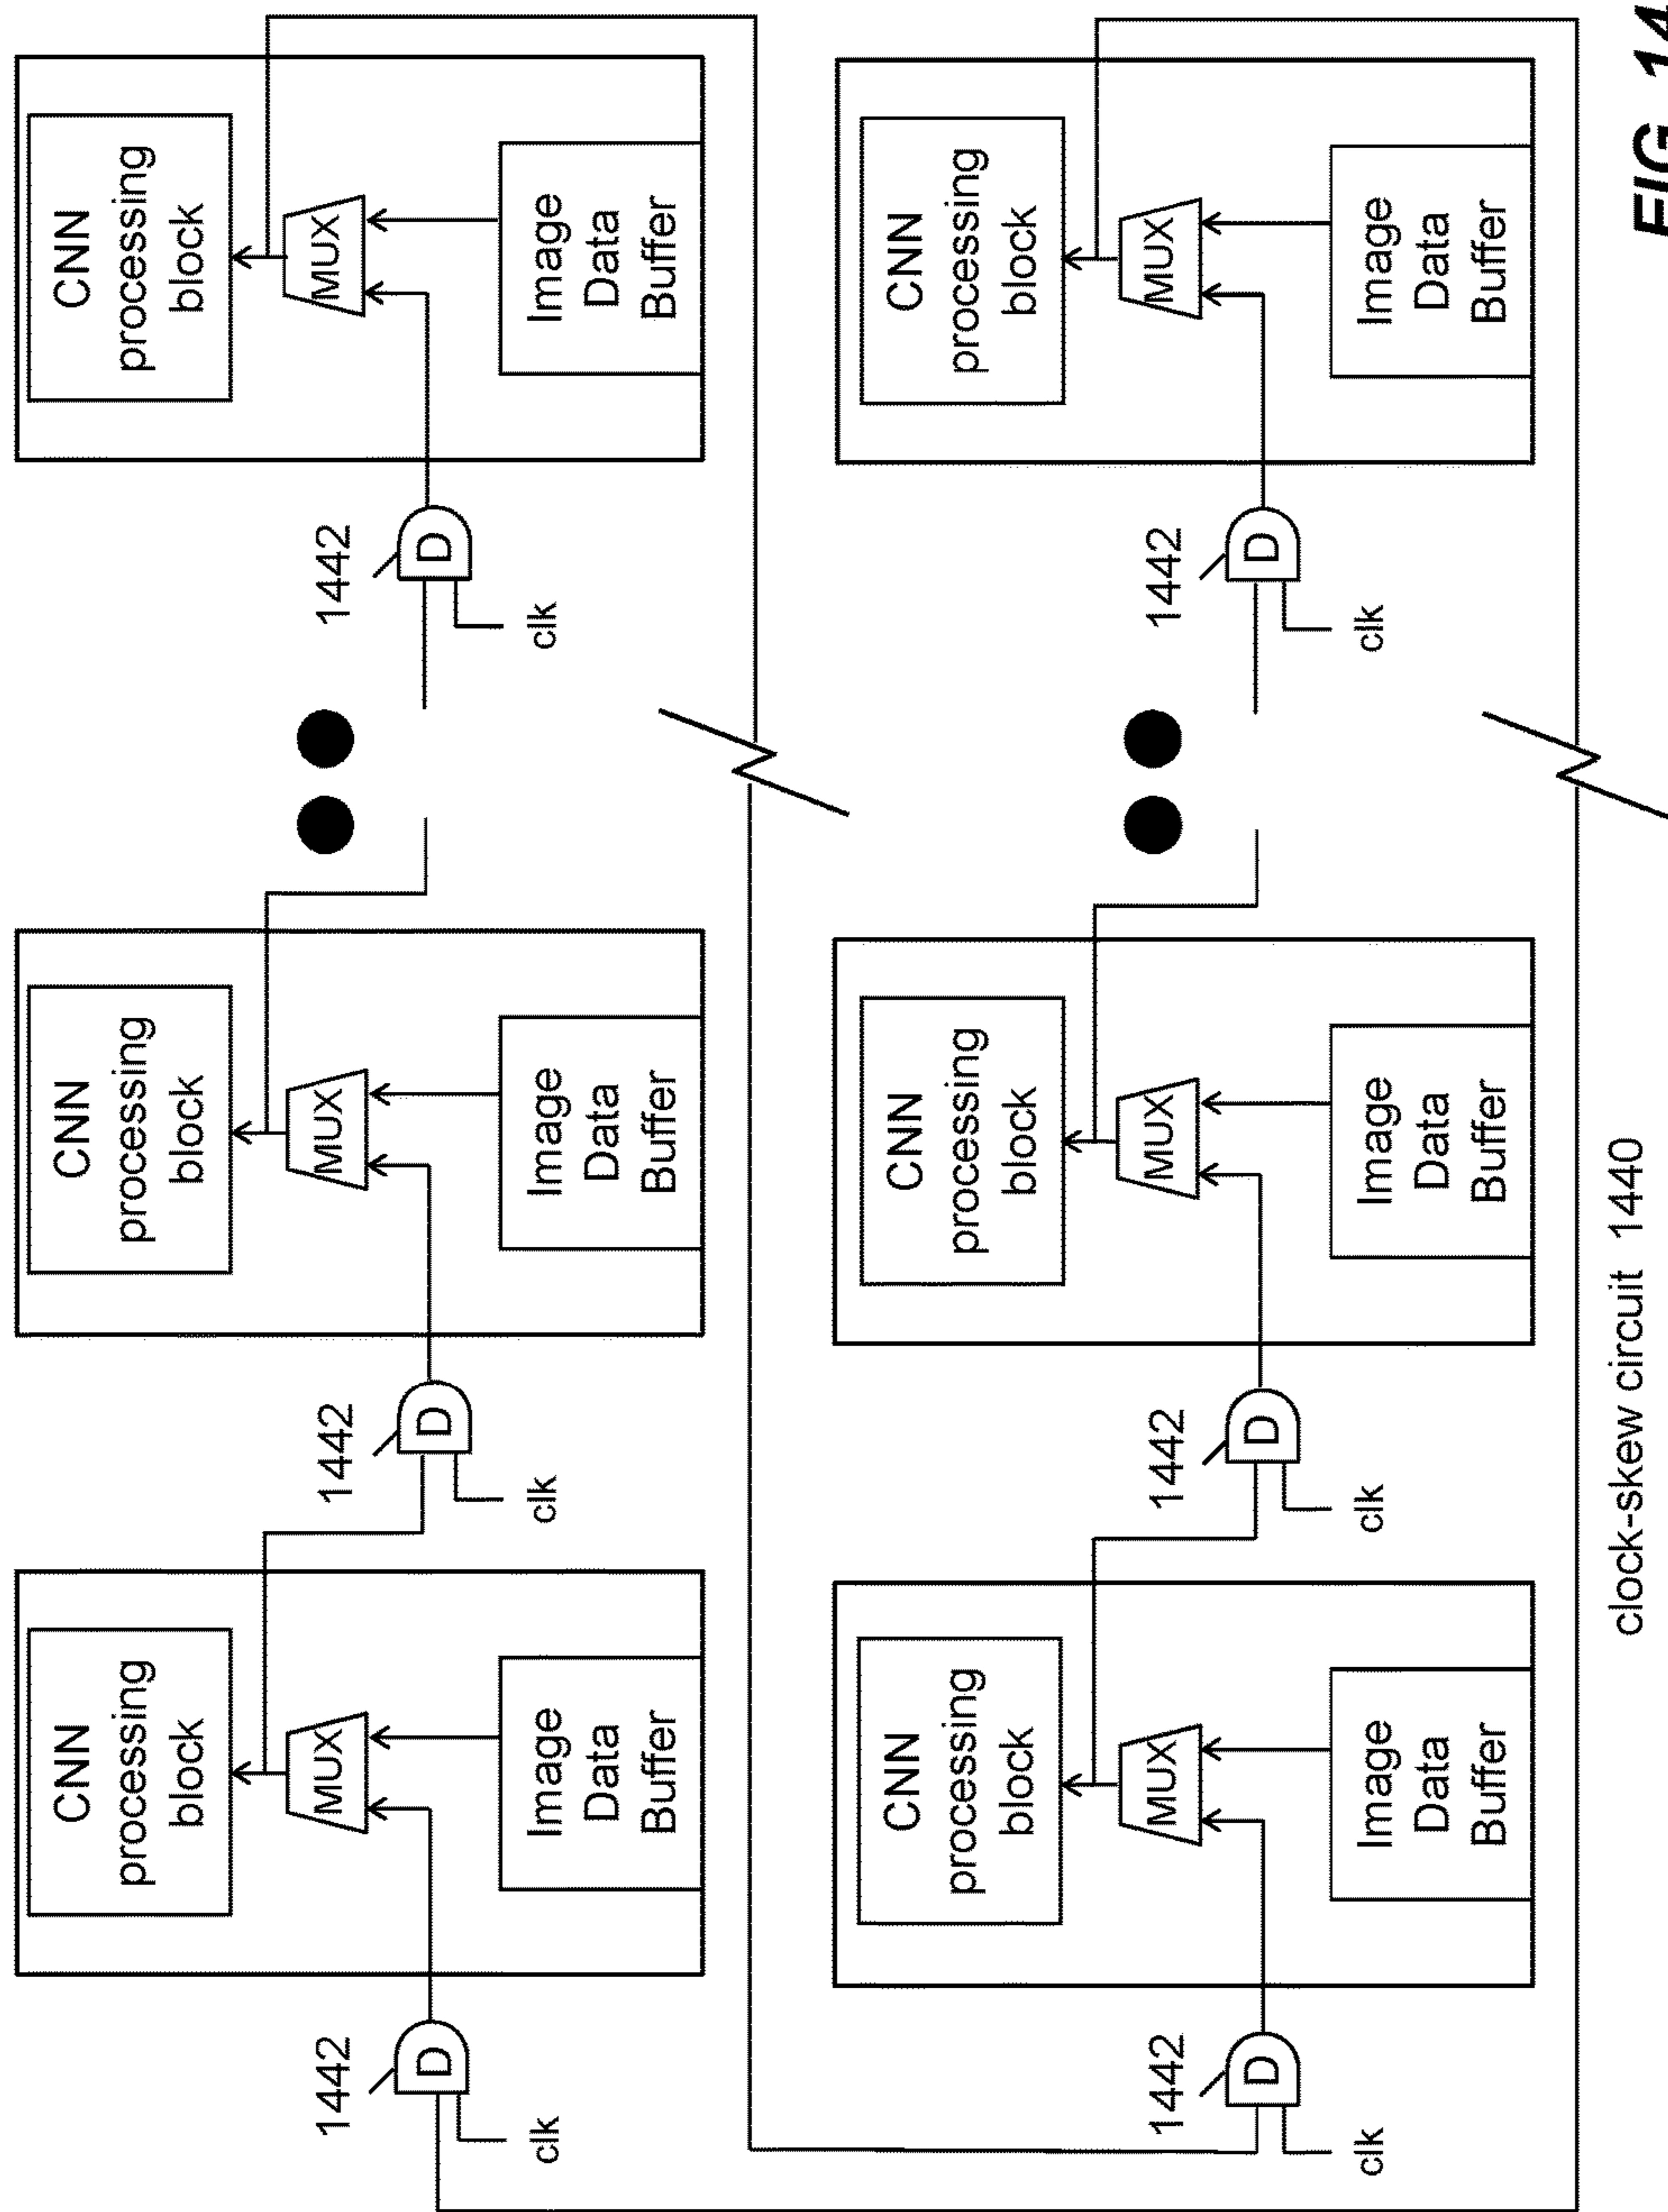 CNN
processing
block
MUX
Image
Data
Buffer
1442
D
clk
CNN
processing
block
MUX
Image
Data
Buffer
1442
D
clk
CNN
processing
block
MUX
Image
Data
Buffer
1442
D
clk
CNN
processing
block
MUX
Image
Data
Buffer
1442
D
clk
CNN
processing
block
MUX
Image
Data
Buffer
1442
D
clk
CNN
processing
block
MUX
Image
Data
Buffer
1442
D
clk
clock-skew circuit 1440
FIG 14